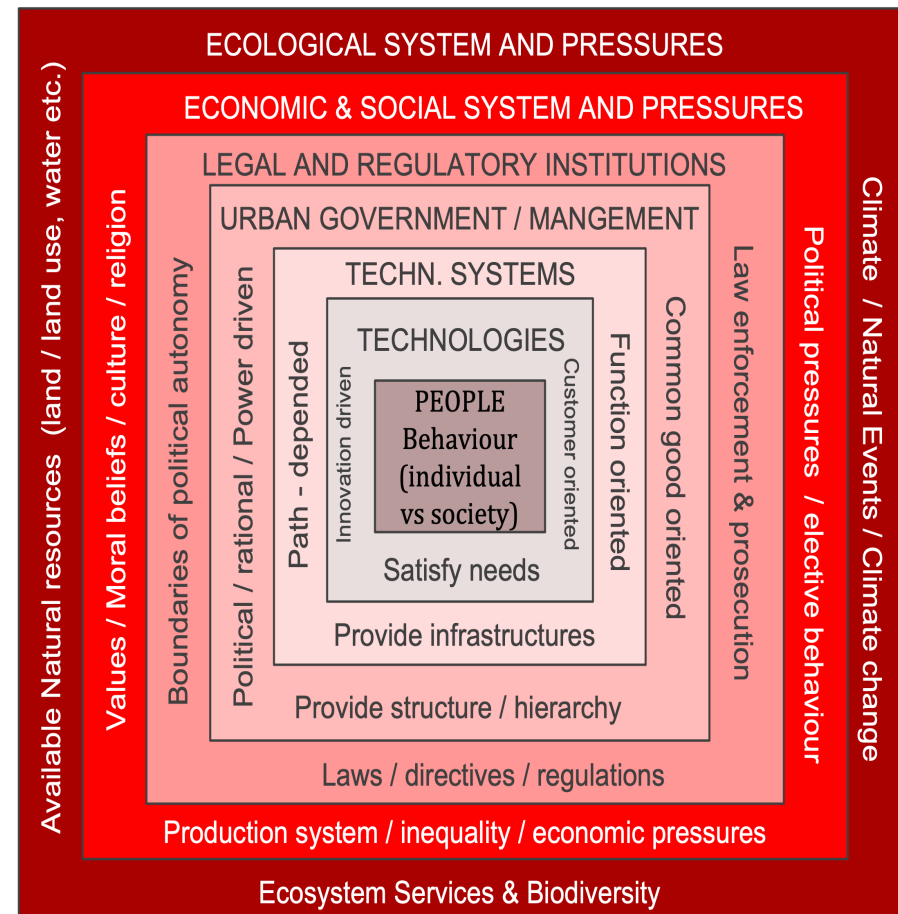 ECOLOGICAL SYSTEM AND PRESSURES
Available Natural resources (land / land use, water etc.)
Climate / Natural Events / Climate change
Ecosystem Services & Biodiversity
ECONOMIC & SOCIAL SYSTEM AND PRESSURES
Values / Moral beliefs / culture / religion
Political pressures / elective behaviour
Production system / inequality / economic pressures
LEGAL AND REGULATORY INSTITUTIONS
Boundaries of political autonomy
Law enforcement & prosecution
Laws / directives / regulations
URBAN GOVERNMENT / MANGEMENT
Political / rational / Power driven
Common good oriented
Provide structure / hierarchy
TECHN. SYSTEMS
Path - depended
Function oriented
Provide infrastructures
TECHNOLOGIES
Innovation driven
Customer oriented
Satisfy needs
PEOPLE
Behaviour
(individual
vs society)